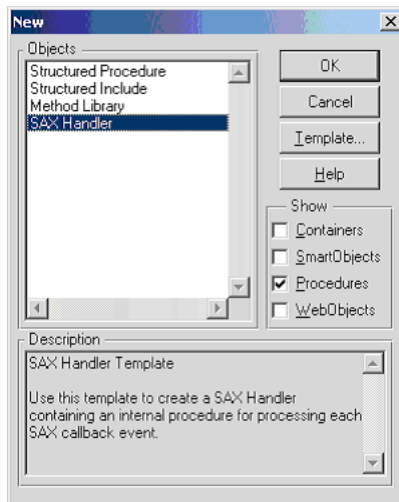 New
Objects
Structured Procedure
Structured Include
Method Library
SAX Handler
OK
Cancel
Template...
Help
Show
Containers
SmartObjects
Procedures
WebObjects
Description
SAX Handler Template
Use this template to create a SAX Handler
containing an internal procedure for processing each
SAX callback event.